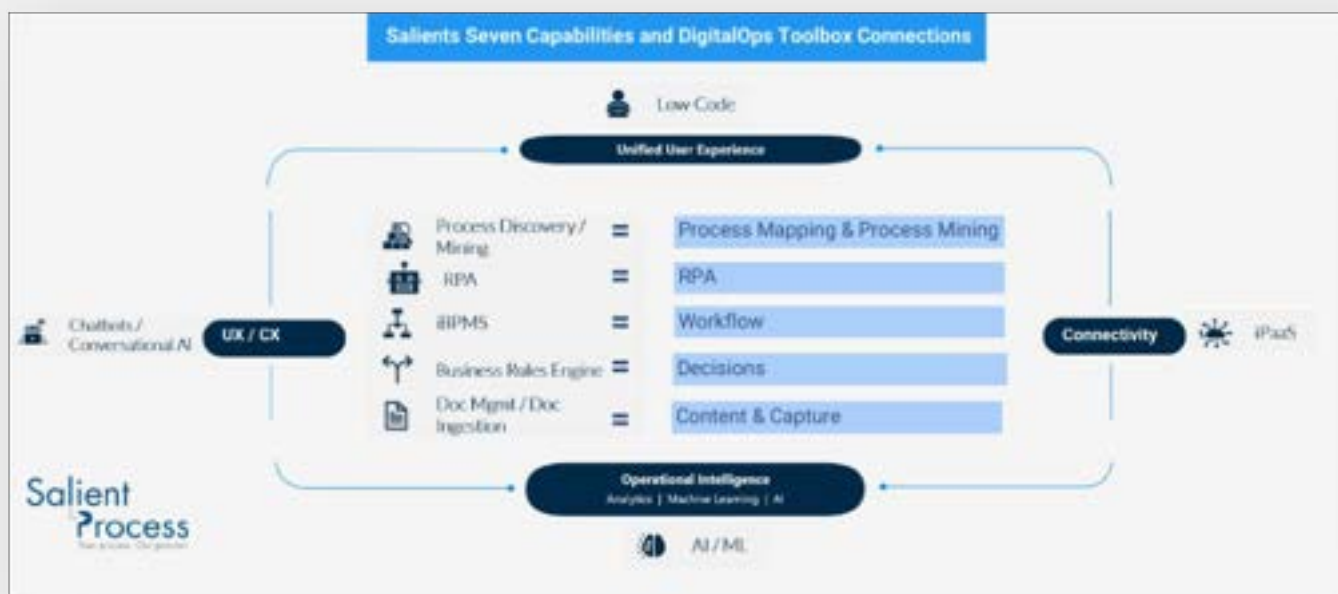 Salients Seven Capabilities and DigitalOps Toolbox Connections
Low Code
Unified User Experience
Process Discovery /
Mining
=
Process Mapping & Process Mining
RPA
=
RPA
iBPMS
=
Workflow
Business Rules Engine
=
Decisions
Doc Mgmt / Doc
Ingestion
=
Content & Capture
Chatbots /
Conversational AI
UX / CX
Connectivity
iPaaS
Operational Intelligence
Analytics | Machine Learning | AI
AI / ML
Salient
Process